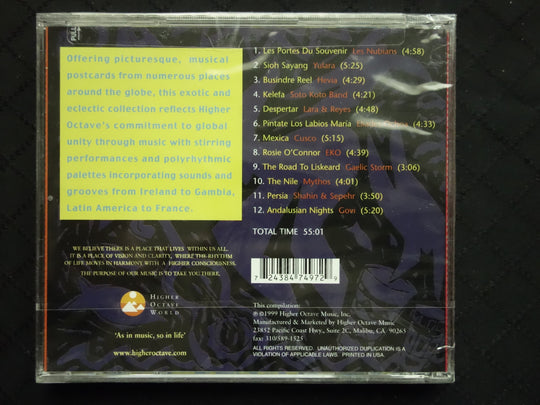 PULL
Offering picturesque, musical
postcards from numerous places
around the globe, this exotic and
eclectic collection reflects Higher
Octave's commitment to global
unity through music with stirring
performances and polyrhythmic
palettes incorporating sounds and
grooves from Ireland to Gambia,
Latin America to France.
1. Les Portes Du Souvenir Les Nubians (4:58)
2. Sioh Sayang Yulara (5:25)
3. Busindre Reel Hevia (4:29)
4. Kelefa Soto Koto Band (4:21)
5. Despertar Lara & Reyes (4:48)
6. Pintate Los Labios Maria Eliades Ochoa (4:33)
7. Mexica Cusco (5:15)
8. Rosie O'Connor EKO (4:39)
9. The Road To Liskeard Gaelic Storm (3:06)
10. The Nile Mythos (4:01)
11. Persia Shahin & Sepehr (3:50)
12. Andalusian Nights Govi (5:20)
TOTAL TIME 55:01
WE BELIEVE THERE IS A PLACE THAT LIVES WITHIN US ALL.
IT IS A PLACE OF VISION AND CLARITY, WHERE THE RHYTHM
OF LIFE MOVES IN HARMONY WITH A HIGHER CONSCIOUSNESS.
THE PURPOSE OF OUR MUSIC IS TO TAKE YOU THERE.
HIGHER
OCTAVE
WORLD
'As in music, so in life'
www.higheroctave.com
7 24384 74972 9
This compilation:
℗©1999 Higher Octave Music, Inc.
Manufactured & Marketed by Higher Octave Music
23852 Pacific Coast Hwy., Suite 2C, Malibu, CA. 90265
fax: 310/589-1525
ALL RIGHTS RESERVED. UNAUTHORIZED DUPLICATION IS A
VIOLATION OF APPLICABLE LAWS. PRINTED IN USA.